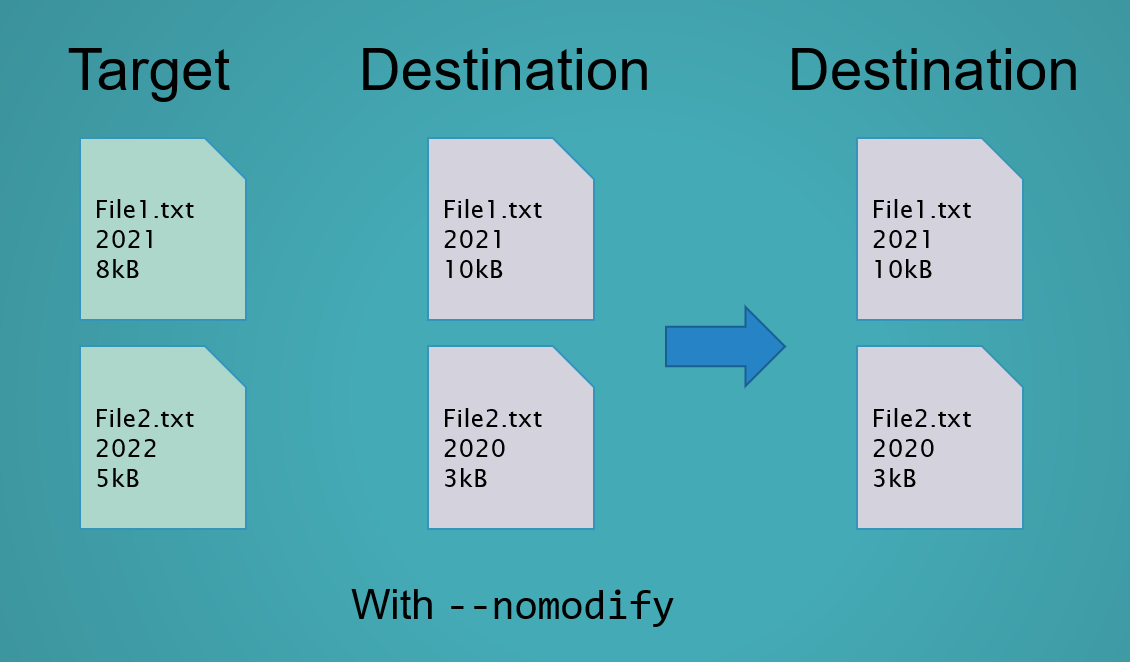 Target
Destination
Destination
File1.txt
2021
8kB
File1.txt
2021
10kB
File1.txt
2021
10kB
File2.txt
2022
5kB
File2.txt
2020
3kB
File2.txt
2020
3kB
With --nomodify